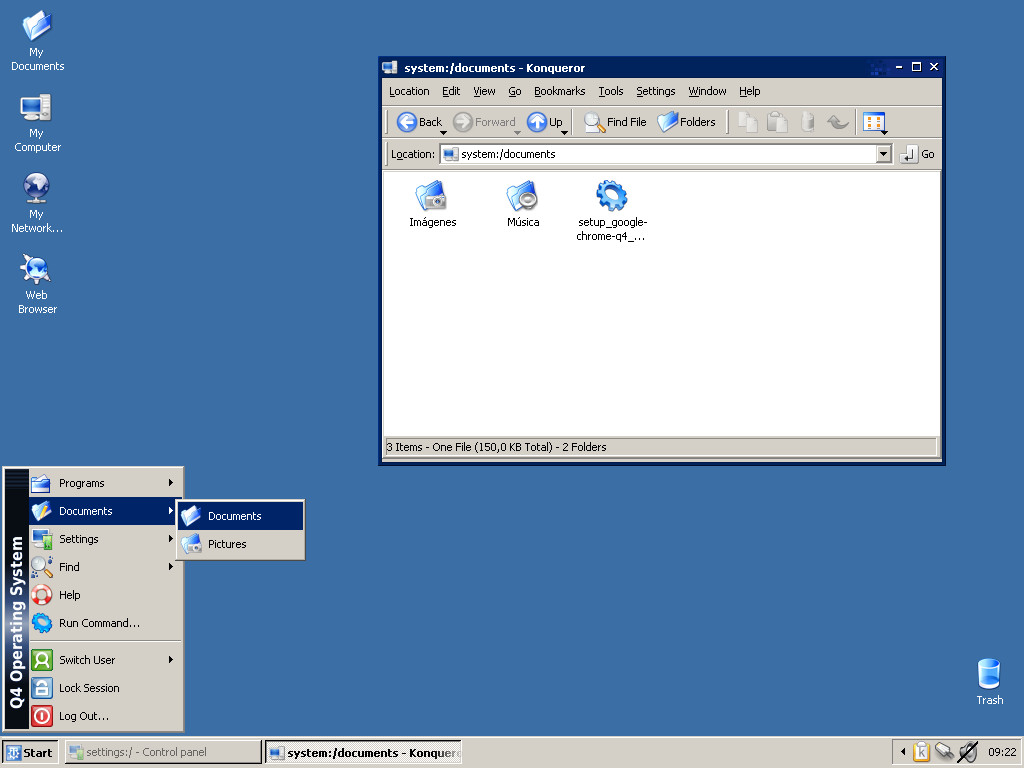 My
Documents
My
Computer
My
Network...
Web
Browser
system:/documents - Konqueror
Location Edit View Go Bookmarks Tools Settings Window Help
Back Forward Up Find File Folders
Location: system:/documents Go
Imágenes Música setup_google-
chrome-q4_...
3 Items - One File (150,0 KB Total) - 2 Folders
Q4 Operating System
Programs
Documents
Settings
Find
Help
Run Command...
Switch User
Lock Session
Log Out...
Documents
Pictures
Trash
Start settings:/ - Control panel system:/documents - Konquer 09:22